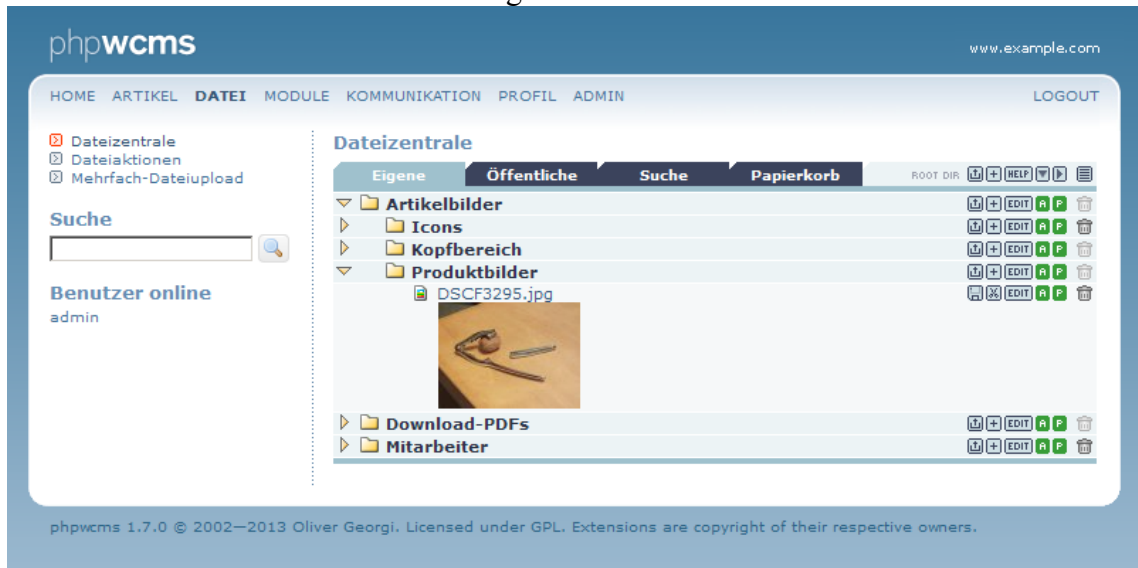 phpwcms
www.example.com
HOME ARTIKEL DATEI MODULE KOMMUNIKATION PROFIL ADMIN LOGOUT
Dateizentrale
Dateiaktionen
Mehrfach-Dateiupload
Suche
Benutzer online
admin
Dateizentrale
Eigene Öffentliche Suche Papierkorb ROOT DIR HELP
Artikelbilder EDIT A P
Icons EDIT A P
Kopfbereich EDIT A P
Produktbilder EDIT A P
DSCF3295.jpg EDIT A P
Download-PDFs EDIT A P
Mitarbeiter EDIT A P
phpwcms 1.7.0 © 2002—2013 Oliver Georgi. Licensed under GPL. Extensions are copyright of their respective owners.